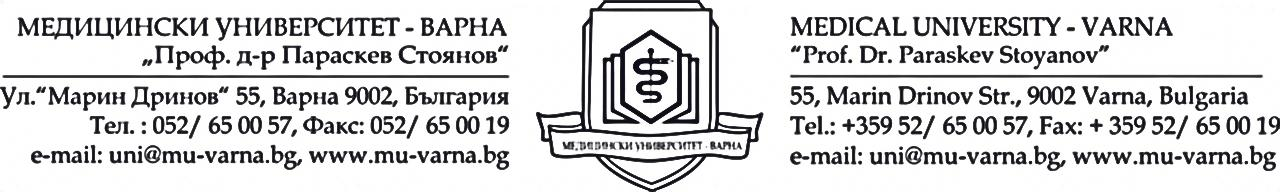 МЕДИЦИНСКИ УНИВЕРСИТЕТ - ВАРНА
„Проф. д-р Параскев Стоянов“
Ул.“Марин Дринов“ 55, Варна 9002, България
Тел. : 052/ 65 00 57, Факс: 052/ 65 00 19
e-mail: uni@mu-varna.bg, www.mu-varna.bg
МЕДИЦИНСКИ УНИВЕРСИТЕТ - ВАРНА
MEDICAL UNIVERSITY - VARNA
“Prof. Dr. Paraskev Stoyanov”
55, Marin Drinov Str., 9002 Varna, Bulgaria
Tel.: +359 52/ 65 00 57, Fax: + 359 52/ 65 00 19
e-mail: uni@mu-varna.bg, www.mu-varna.bg